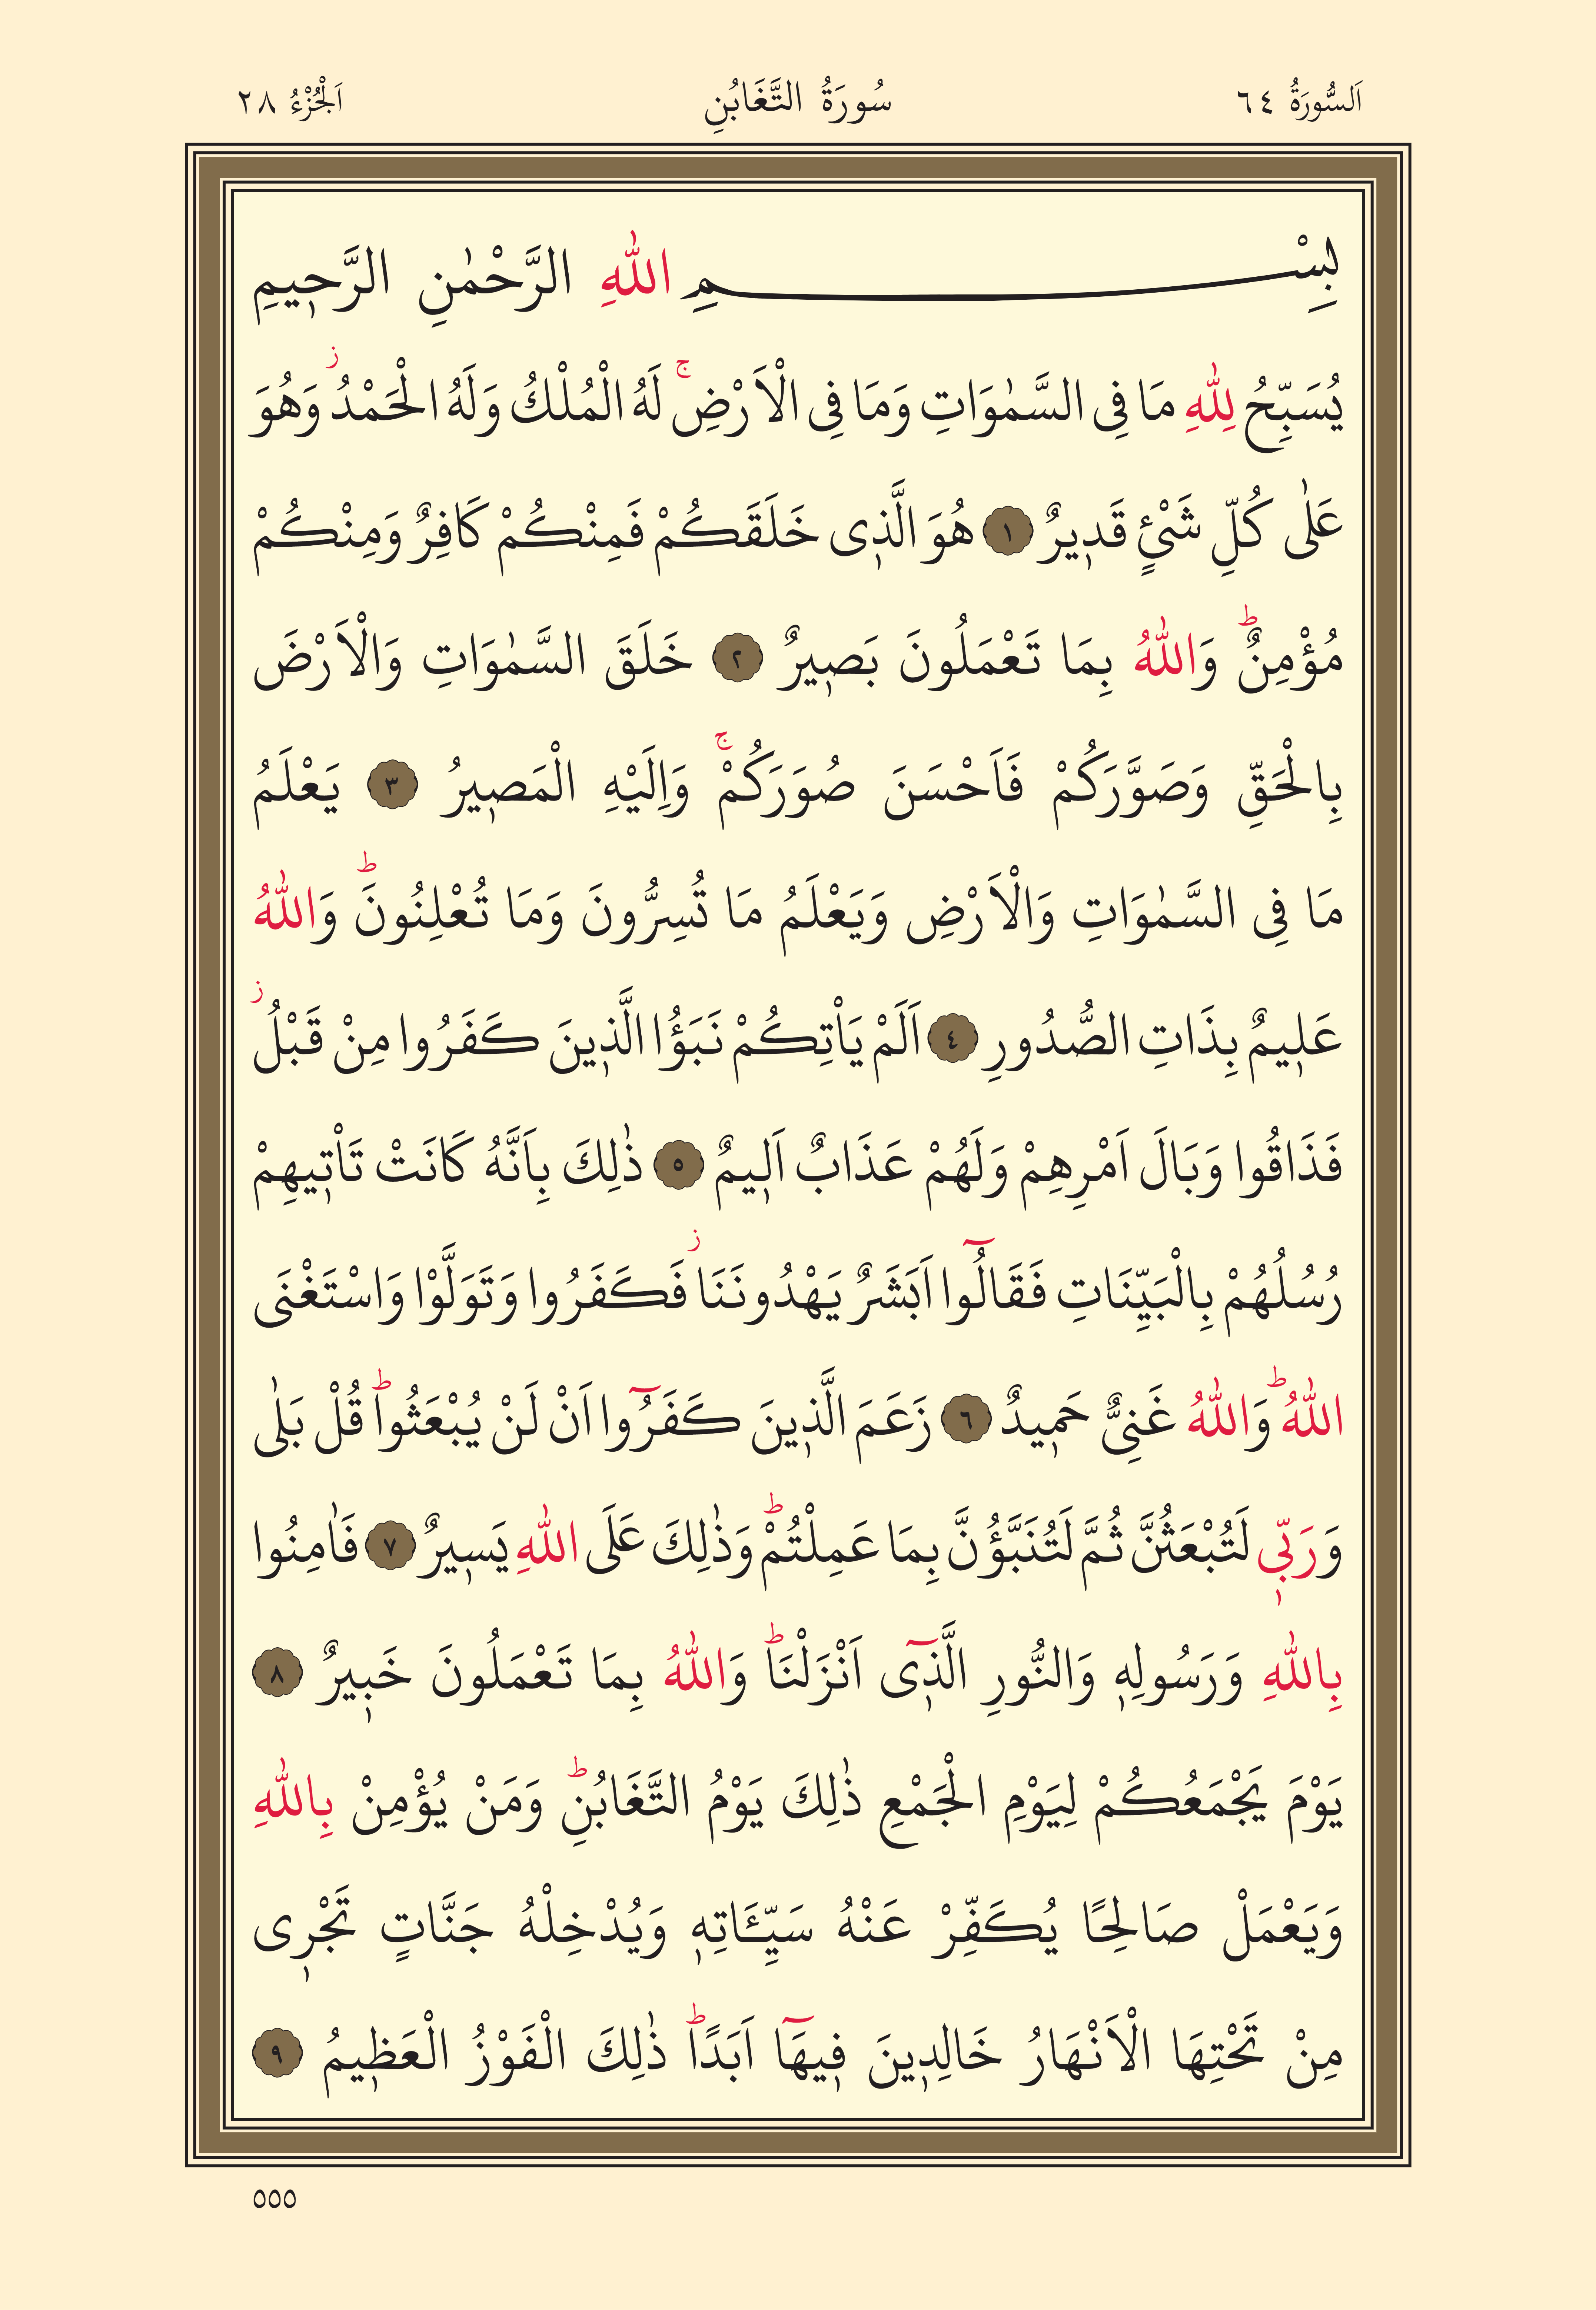 اَلسُّورَةُ ٦٤ سُورَةُ التَّغَابُنِ اَلْجُزْءُ ٢٨
بِسْمِ اللّٰهِ الرَّحْمٰنِ الرَّحٖيمِ
يُسَبِّحُ لِلّٰهِ مَا فِى السَّمٰوَاتِ وَمَا فِى الْاَرْضِۚ لَهُ الْمُلْكُ وَلَهُ الْحَمْدُؗ وَهُوَ
عَلٰى كُلِّ شَيْئٍ قَدٖيرٌ ﴿١﴾ هُوَ الَّذٖى خَلَقَكُمْ فَمِنْكُمْ كَافِرٌ وَمِنْكُمْ
مُؤْمِنٌؕ وَاللّٰهُ بِمَا تَعْمَلُونَ بَصٖيرٌ ﴿٢﴾ خَلَقَ السَّمٰوَاتِ وَالْاَرْضَ
بِالْحَقِّ وَصَوَّرَكُمْ فَاَحْسَنَ صُوَرَكُمْۚ وَاِلَيْهِ الْمَصٖيرُ ﴿٣﴾ يَعْلَمُ
مَا فِى السَّمٰوَاتِ وَالْاَرْضِ وَيَعْلَمُ مَا تُسِرُّونَ وَمَا تُعْلِنُونَؕ وَاللّٰهُ
عَلٖيمٌ بِذَاتِ الصُّدُورِ ﴿٤﴾ اَلَمْ يَاْتِكُمْ نَبَؤُا الَّذٖينَ كَفَرُوا مِنْ قَبْلُؗ
فَذَاقُوا وَبَالَ اَمْرِهِمْ وَلَهُمْ عَذَابٌ اَلٖيمٌ ﴿٥﴾ ذٰلِكَ بِاَنَّهُ كَانَتْ تَاْتٖيهِمْ
رُسُلُهُمْ بِالْبَيِّنَاتِ فَقَالُٓوا اَبَشَرٌ يَهْدُونَنَاؗ فَكَفَرُوا وَتَوَلَّوْا وَاسْتَغْنَى
اللّٰهُؕ وَاللّٰهُ غَنِىٌّ حَمٖيدٌ ﴿٦﴾ زَعَمَ الَّذٖينَ كَفَرُٓوا اَنْ لَنْ يُبْعَثُواؕ قُلْ بَلٰى
وَرَبّٖى لَتُبْعَثُنَّ ثُمَّ لَتُنَبَّؤُنَّ بِمَا عَمِلْتُمْؕ وَذٰلِكَ عَلَى اللّٰهِ يَسٖيرٌ ﴿٧﴾ فَاٰمِنُوا
بِاللّٰهِ وَرَسُولِهٖ وَالنُّورِ الَّذٖٓى اَنْزَلْنَاؕ وَاللّٰهُ بِمَا تَعْمَلُونَ خَبٖيرٌ ﴿٨﴾
يَوْمَ يَجْمَعُكُمْ لِيَوْمِ الْجَمْعِ ذٰلِكَ يَوْمُ التَّغَابُنِؕ وَمَنْ يُؤْمِنْ بِاللّٰهِ
وَيَعْمَلْ صَالِحًا يُكَفِّرْ عَنْهُ سَيِّـَٔاتِهٖ وَيُدْخِلْهُ جَنَّاتٍ تَجْرٖى
مِنْ تَحْتِهَا الْاَنْهَارُ خَالِدٖينَ فٖيهَٓا اَبَدًاؕ ذٰلِكَ الْفَوْزُ الْعَظٖيمُ ﴿٩﴾
٥٥٥